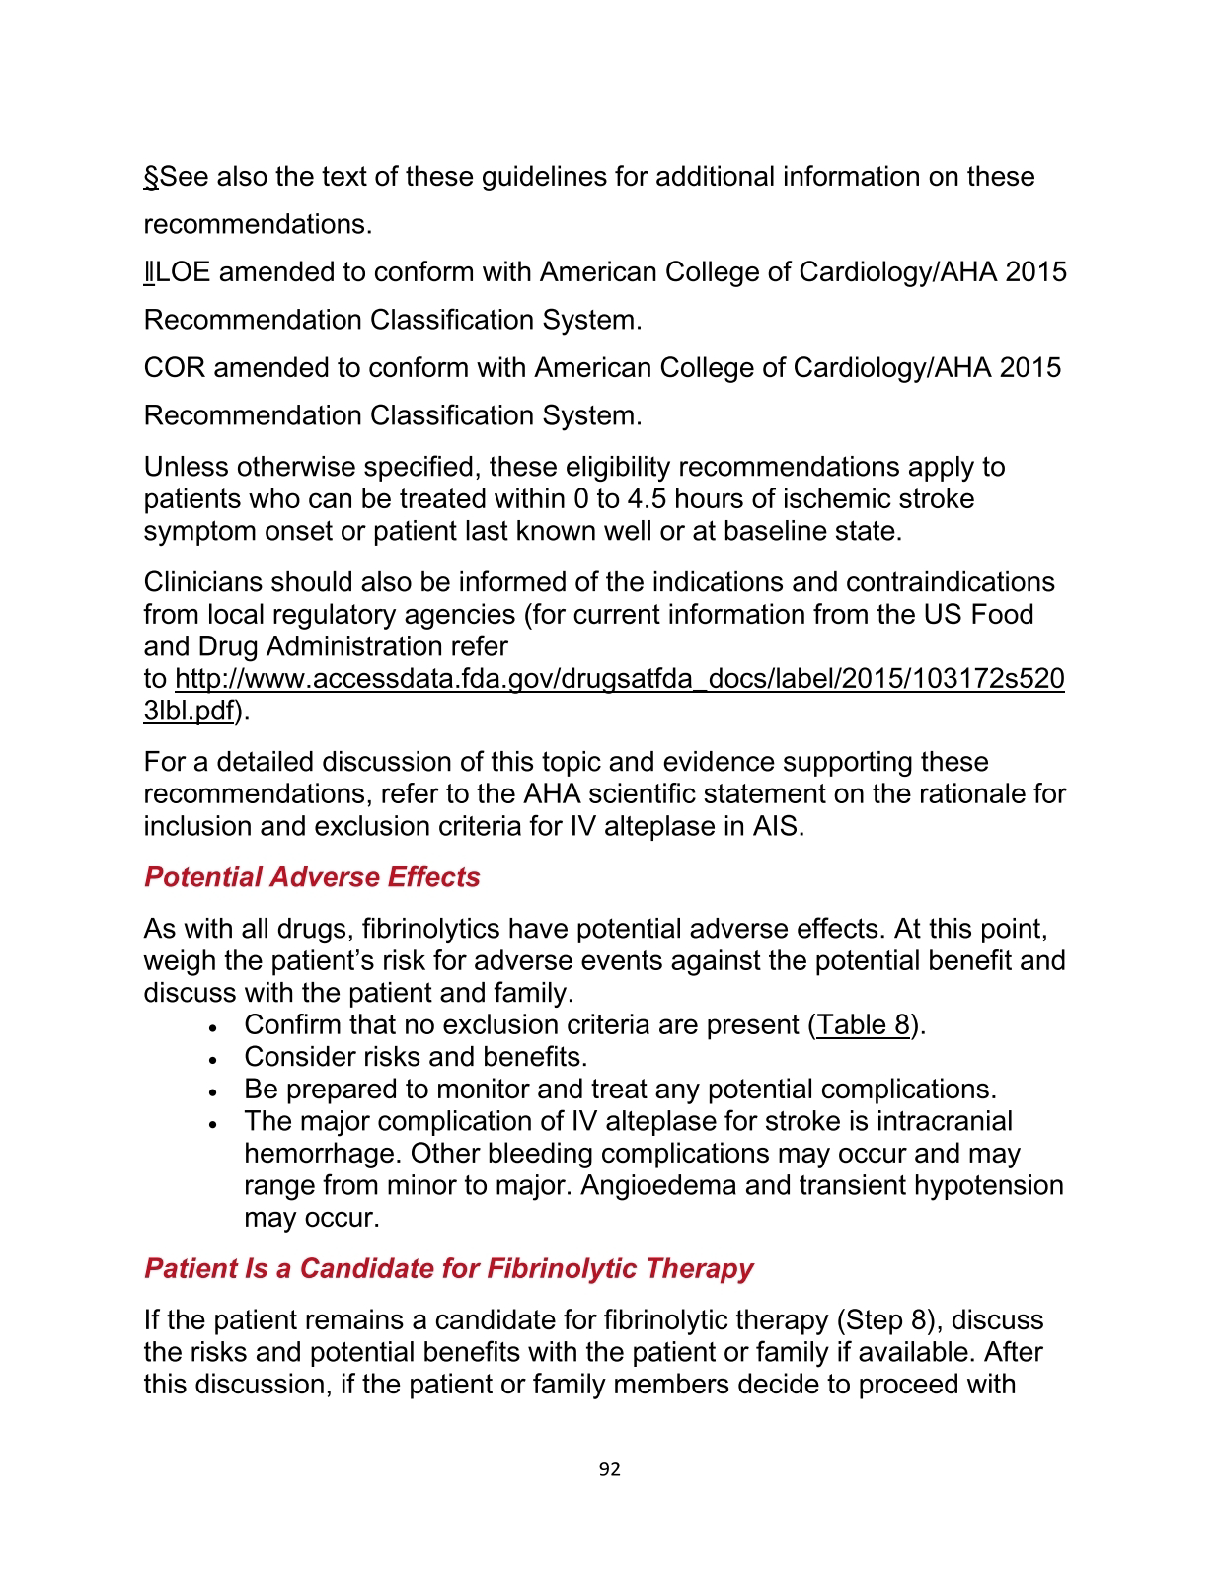 §See also the text of these guidelines for additional information on these
recommendations.
‖LOE amended to conform with American College of Cardiology/AHA 2015
Recommendation Classification System.
COR amended to conform with American College of Cardiology/AHA 2015
Recommendation Classification System.
Unless otherwise specified, these eligibility recommendations apply to
patients who can be treated within 0 to 4.5 hours of ischemic stroke
symptom onset or patient last known well or at baseline state.
Clinicians should also be informed of the indications and contraindications
from local regulatory agencies (for current information from the US Food
and Drug Administration refer
to http://www.accessdata.fda.gov/drugsatfda_docs/label/2015/103172s520
3lbl.pdf).
For a detailed discussion of this topic and evidence supporting these
recommendations, refer to the AHA scientific statement on the rationale for
inclusion and exclusion criteria for IV alteplase in AIS.
Potential Adverse Effects
As with all drugs, fibrinolytics have potential adverse effects. At this point,
weigh the patient’s risk for adverse events against the potential benefit and
discuss with the patient and family.
• Confirm that no exclusion criteria are present (Table 8).
• Consider risks and benefits.
• Be prepared to monitor and treat any potential complications.
• The major complication of IV alteplase for stroke is intracranial
hemorrhage. Other bleeding complications may occur and may
range from minor to major. Angioedema and transient hypotension
may occur.
Patient Is a Candidate for Fibrinolytic Therapy
If the patient remains a candidate for fibrinolytic therapy (Step 8), discuss
the risks and potential benefits with the patient or family if available. After
this discussion, if the patient or family members decide to proceed with
92